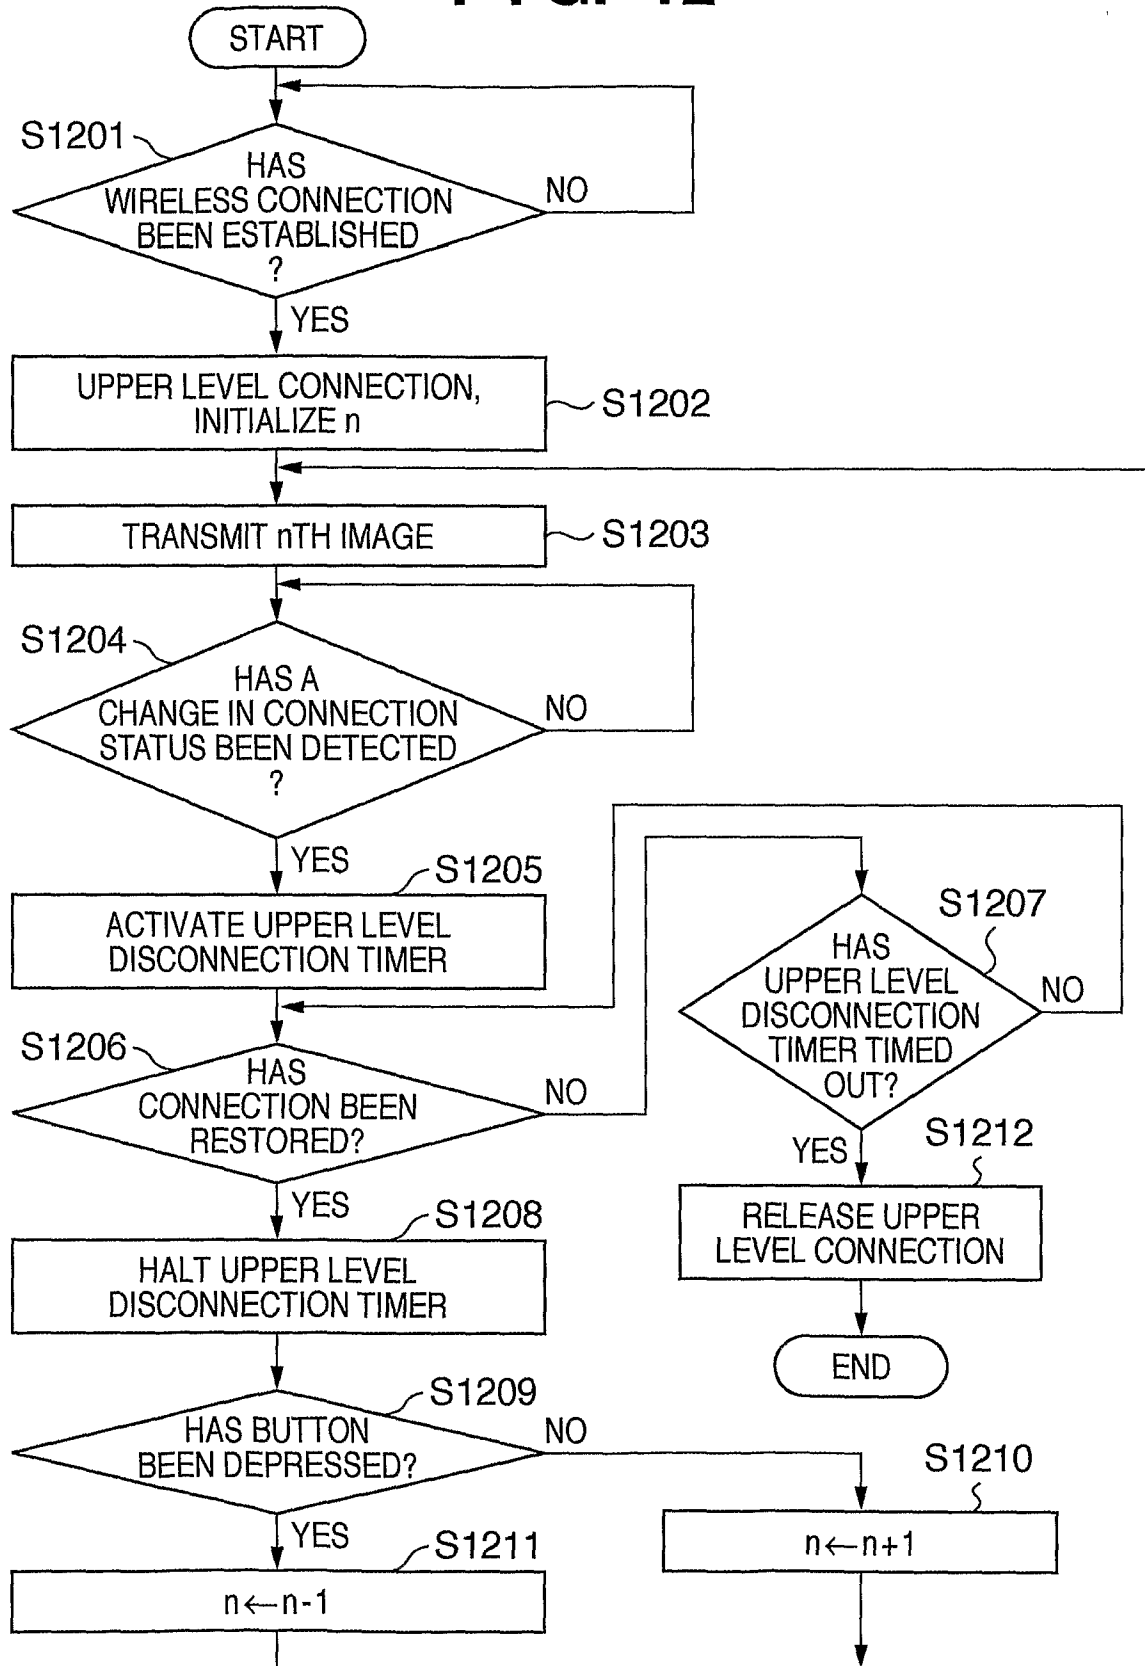 START
S1201
HAS
WIRELESS CONNECTION
BEEN ESTABLISHED
?
NO
YES
UPPER LEVEL CONNECTION,
INITIALIZE n
S1202
TRANSMIT nTH IMAGE
S1203
S1204
HAS A
CHANGE IN CONNECTION
STATUS BEEN DETECTED
?
NO
YES
S1205
ACTIVATE UPPER LEVEL
DISCONNECTION TIMER
S1206
HAS
CONNECTION BEEN
RESTORED?
NO
S1207
HAS
UPPER LEVEL
DISCONNECTION
TIMER TIMED
OUT?
NO
YES
S1212
RELEASE UPPER
LEVEL CONNECTION
END
YES
S1208
HALT UPPER LEVEL
DISCONNECTION TIMER
S1209
HAS BUTTON
BEEN DEPRESSED?
NO
S1210
n←n+1
YES
S1211
n←n-1